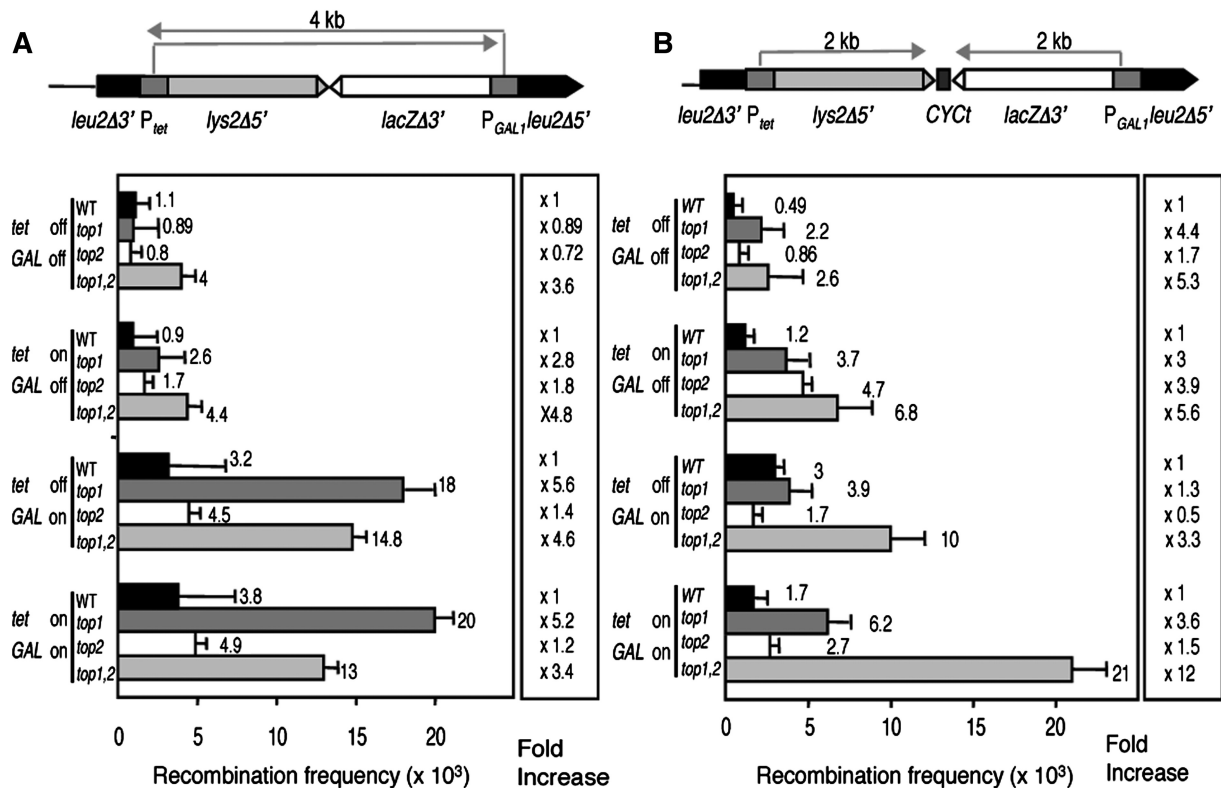 A
4 kb
leu2Δ3’ Ptet lys2Δ5’ lacZΔ3’ PGAL1 leu2Δ5’
tet off
GAL off
WT 1.1 x 1
top1 0.89 x 0.89
top2 0.8 x 0.72
top1,2 4 x 3.6
tet on
GAL off
WT 0.9 x 1
top1 2.6 x 2.8
top2 1.7 x 1.8
top1,2 4.4 X4.8
tet off
GAL on
WT 3.2 x 1
top1 18 x 5.6
top2 4.5 x 1.4
top1,2 14.8 x 4.6
tet on
GAL on
WT 3.8 x 1
top1 20 x 5.2
top2 4.9 x 1.2
top1,2 13 x 3.4
0 5 10 15 20
Recombination frequency (x 10³)
Fold
Increase
B
2 kb 2 kb
leu2Δ3’ Ptet lys2Δ5’ CYCt lacZΔ3’ PGAL1 leu2Δ5’
tet off
GAL off
WT 0.49 x 1
top1 2.2 x 4.4
top2 0.86 x 1.7
top1,2 2.6 x 5.3
tet on
GAL off
WT 1.2 x 1
top1 3.7 x 3
top2 4.7 x 3.9
top1,2 6.8 x 5.6
tet off
GAL on
WT 3 x 1
top1 3.9 x 1.3
top2 1.7 x 0.5
top1,2 10 x 3.3
tet on
GAL on
WT 1.7 x 1
top1 6.2 x 3.6
top2 2.7 x 1.5
top1,2 21 x 12
0 5 10 15 20
Recombination frequency (x 10³)
Fold
Increase